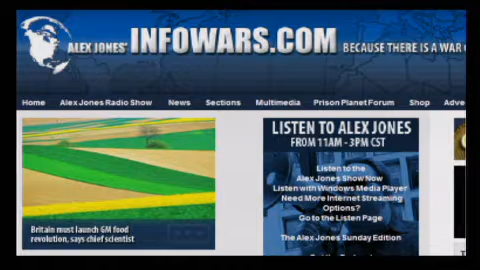 ALEX JONES' INFOWARS.COM BECAUSE THERE IS A WAR
Home Alex Jones Radio Show News Sections Multimedia Prison Planet Forum Shop Adve
LISTEN TO ALEX JONES
FROM 11AM - 3PM CST
Listen to the
Alex Jones Show Now
Listen with Windows Media Player
Need More Internet Streaming
Options?
Go to the Listen Page
The Alex Jones Sunday Edition
Britain must launch GM food
revolution, says chief scientist